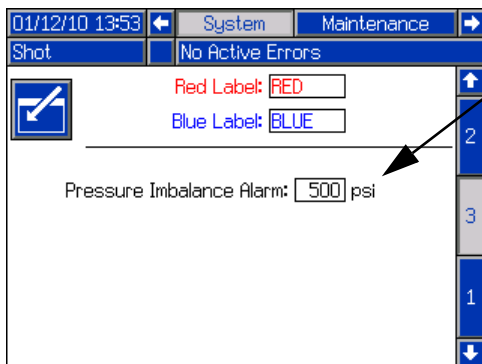 01/12/10 13:53 System Maintenance
Shot No Active Errors
Red Label: RED
Blue Label: BLUE
2
Pressure Imbalance Alarm: 500 psi
3
1